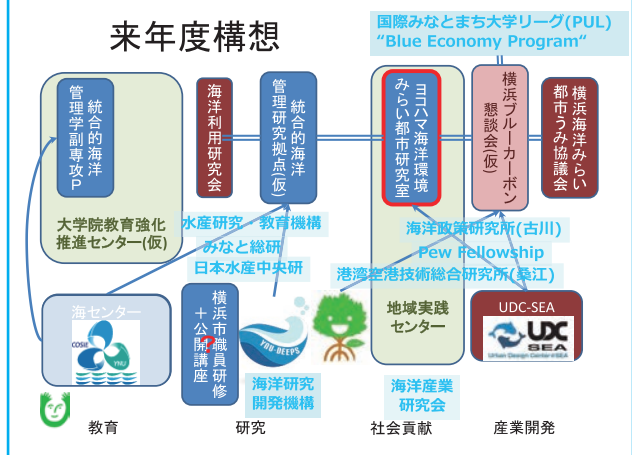 来年度構想
国際みなとまち大学リーグ(PUL)
“Blue Economy Program“
統合的海洋
管理学副専攻P
海洋利用研究会
統合的海洋
管理研究拠点(仮)
ヨコハマ海洋環境
みらい都市研究室
横浜ブルーカーボン
懇談会(仮)
横浜海洋みらい
都市うみ協議会
大学院教育強化
推進センター(仮)
水産研究・教育機構
みなと総研
日本水産中央研
海洋政策研究所(古川)
Pew Fellowship
港湾空港技術総合研究所(桑江)
海センター
COSIE
YNU
横浜市職員研修
＋公開講座
?
YOU-DEEPS
海洋研究
開発機構
地域実践
センター
海洋産業
研究会
UDC-SEA
UDC
SEA
Urban Design Center SEA
教育
研究
社会貢献
産業開発